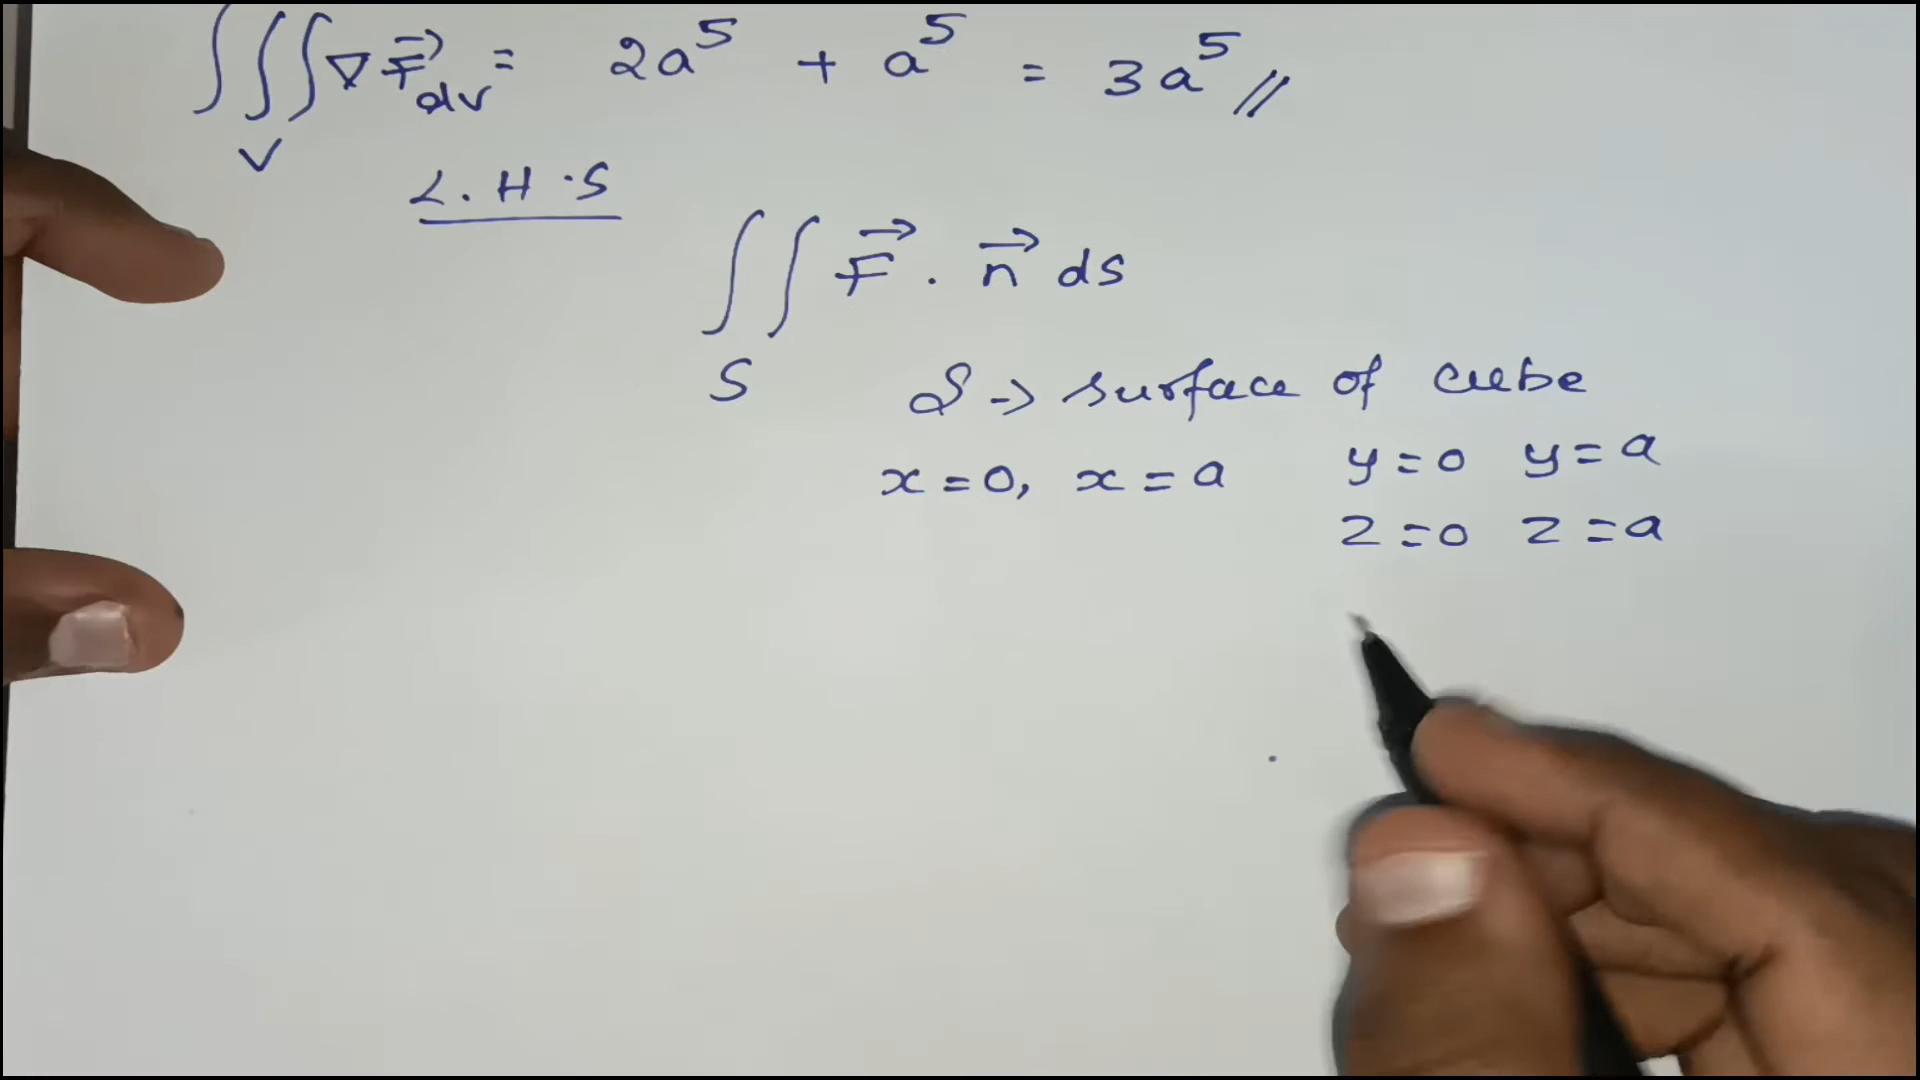 ∫∫∫ ∇ F⃗ dv = 2a⁵ + a⁵ = 3a⁵ //
V
L.H.S
∫∫ F⃗ . n⃗ ds
S
S → surface of cube
x = 0, x = a y = 0 y = a
z = 0 z = a